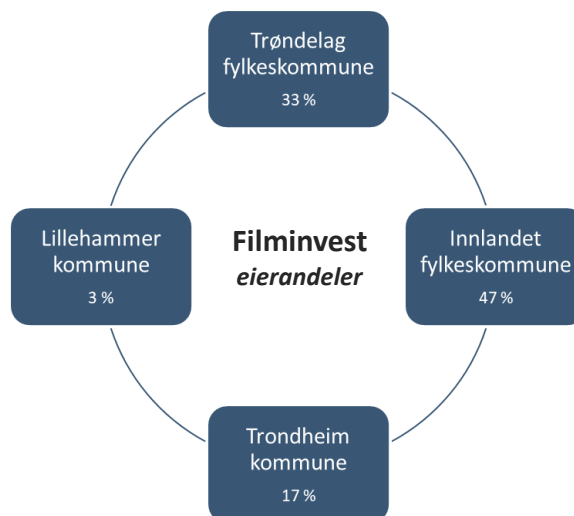 Trøndelag
fylkeskommune
33 %
Lillehammer
kommune
3 %
Filminvest
eierandeler
Innlandet
fylkeskommune
47 %
Trondheim
kommune
17 %